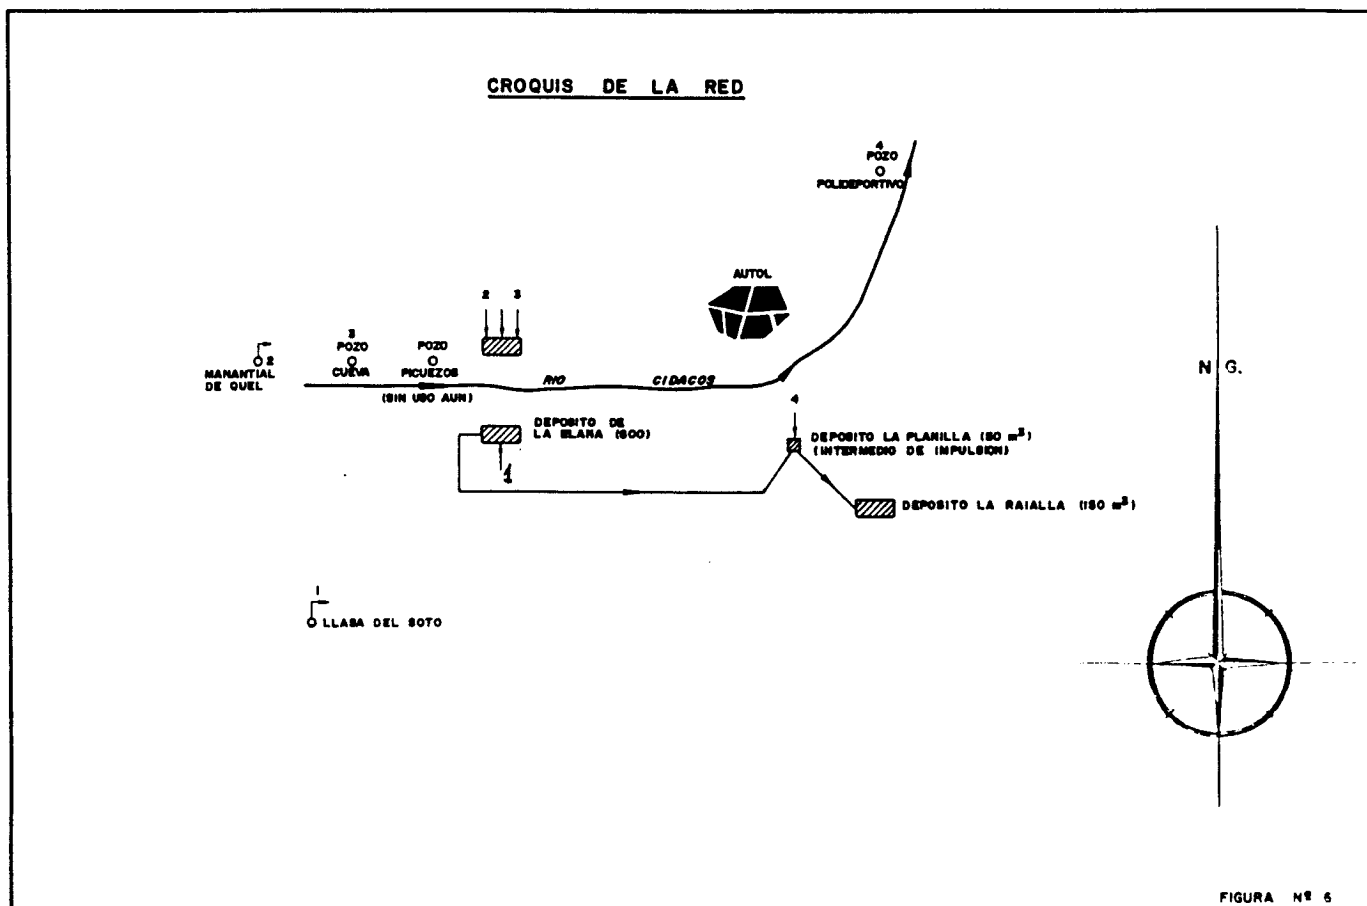 CROQUIS DE LA RED
4
POZO
POLIDEPORTIVO
AUTOL
2 3
3
POZO
CUEVA
POZO
PICUEZOS
(SIN USO AUN)
2
MANANTIAL
DE QUEL
RIO CIDACOS
N G.
4
DEPOSITO DE
LA (600)
1
DEPOSITO LA PLANILLA (80 m³)
(INTERMEDIO DE IMPULSION)
DEPOSITO LA RAIALLA (150 m³)
1
LLASA DEL SOTO
FIGURA Nº 6